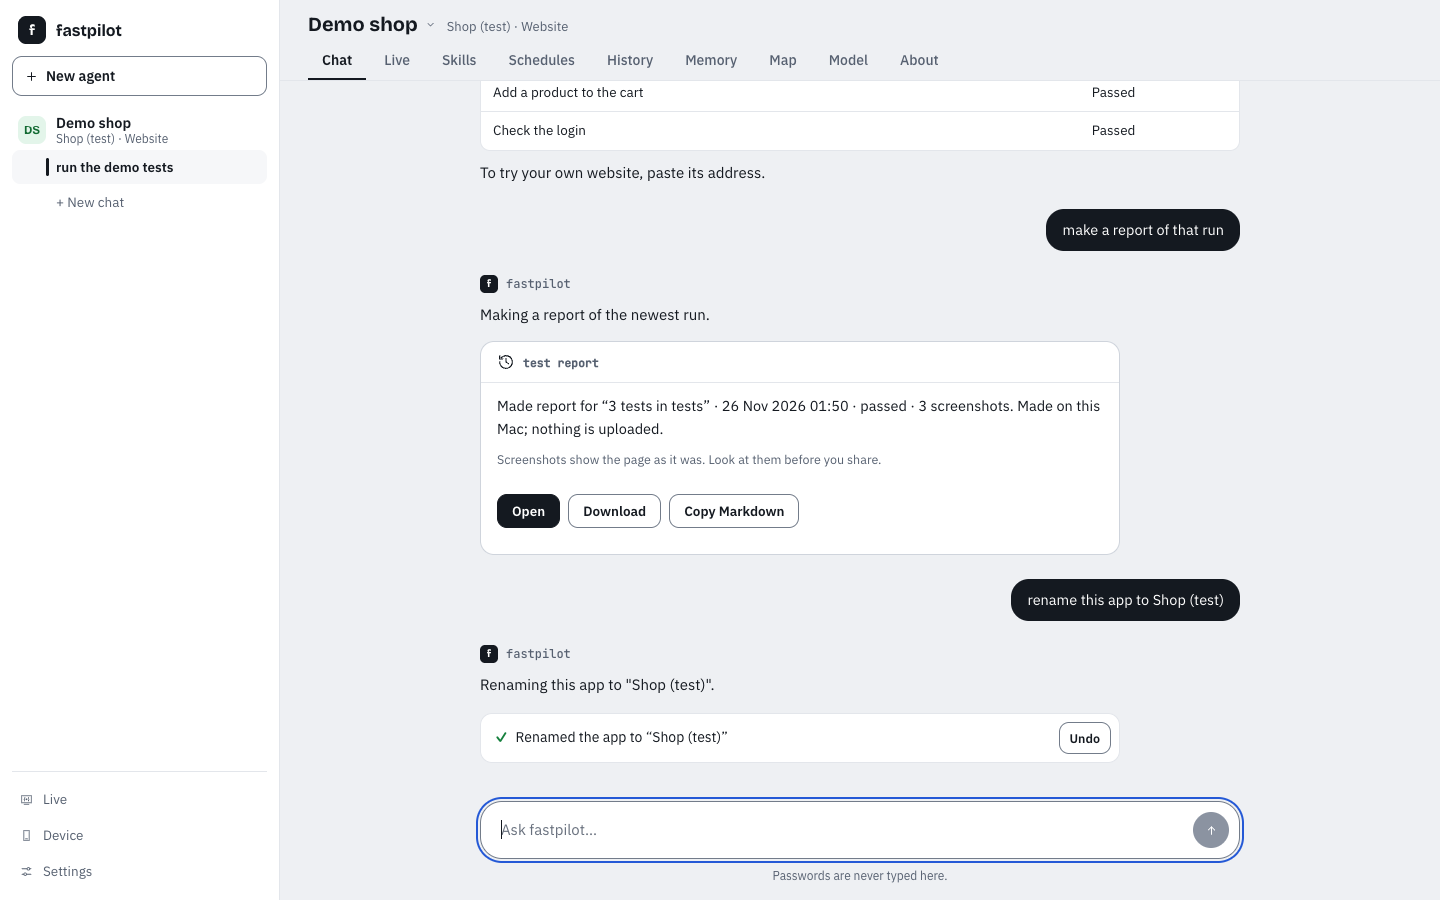 fastpilot
+ New agent
DS
Demo shop
Shop (test) · Website
run the demo tests
+ New chat
Live
Device
Settings
Demo shop
Shop (test) · Website
Chat
Live
Skills
Schedules
History
Memory
Map
Model
About
Add a product to the cart
Passed
Check the login
Passed
To try your own website, paste its address.
make a report of that run
fastpilot
Making a report of the newest run.
test report
Made report for “3 tests in tests” · 26 Nov 2026 01:50 · passed · 3 screenshots. Made on this
Mac; nothing is uploaded.
Screenshots show the page as it was. Look at them before you share.
Open
Download
Copy Markdown
rename this app to Shop (test)
fastpilot
Renaming this app to "Shop (test)".
Renamed the app to “Shop (test)”
Undo
Ask fastpilot...
Passwords are never typed here.